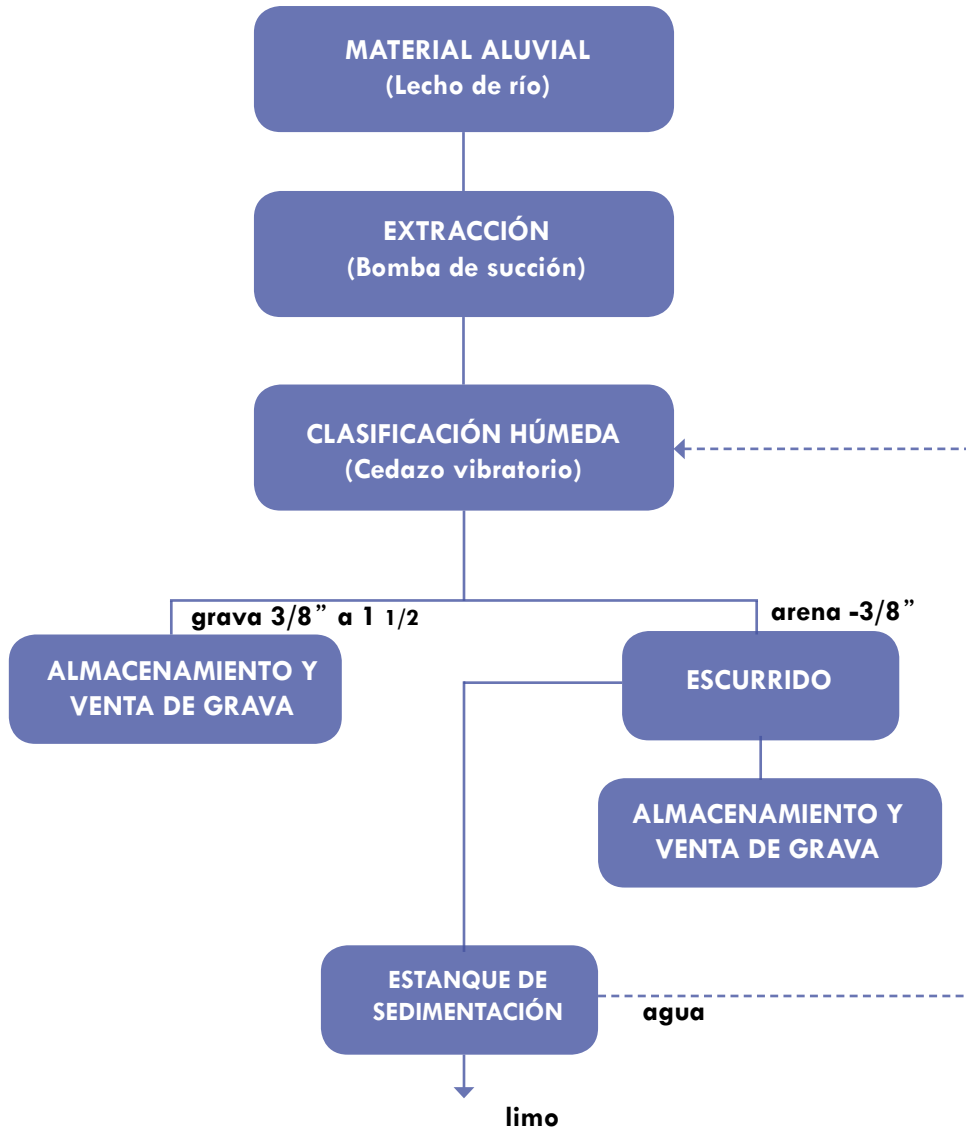 MATERIAL ALUVIAL
(Lecho de río)
EXTRACCIÓN
(Bomba de succión)
CLASIFICACIÓN HÚMEDA
(Cedazo vibratorio)
grava 3/8” a 1 1/2
arena -3/8”
ALMACENAMIENTO Y
VENTA DE GRAVA
ESCURRIDO
ALMACENAMIENTO Y
VENTA DE GRAVA
ESTANQUE DE
SEDIMENTACIÓN
agua
limo